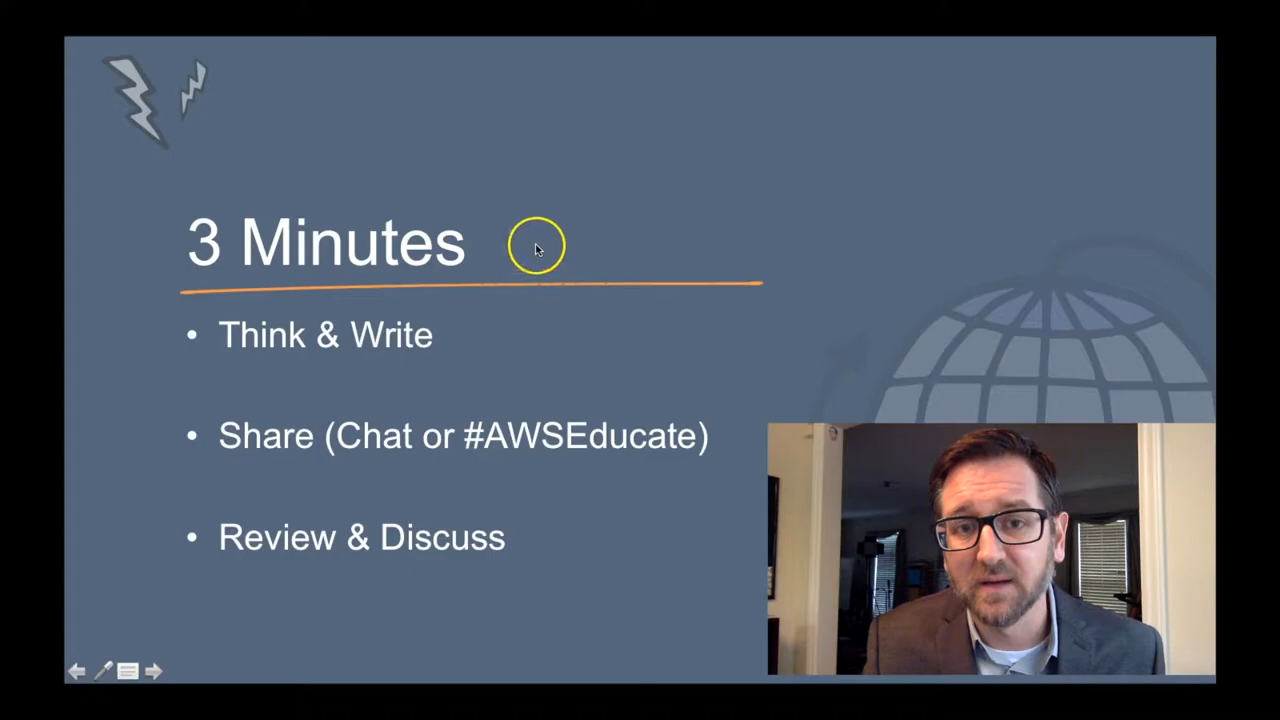 3 Minutes
• Think & Write
• Share (Chat or #AWSEducate)
• Review & Discuss